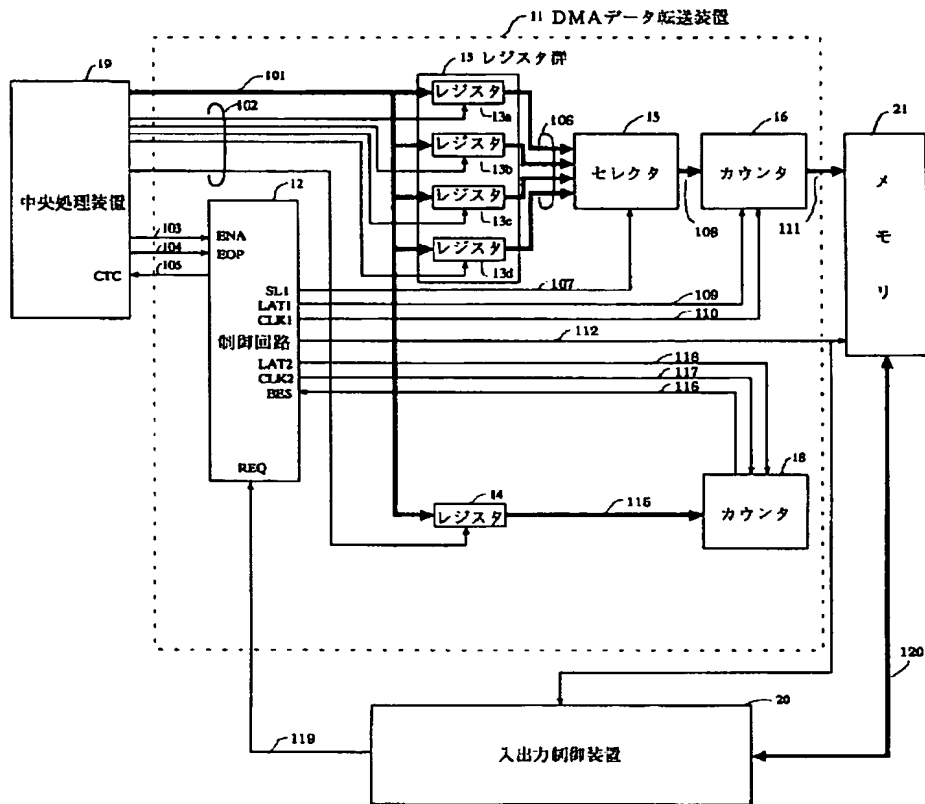 11 DMAデータ転送装置
19
13 レジスタ群
101
レジスタ
13a
102
106
15
16
21
レジスタ
13b
セレクタ
カウンタ
メモリ
中央処理装置
12
レジスタ
13c
108
111
103
ENA
104
EOP
レジスタ
13d
CTC
105
SL1
107
LAT1
109
CLK1
110
制御回路
112
LAT2
118
CLK2
117
BES
116
REQ
14
18
レジスタ
115
カウンタ
120
20
119
入出力制御装置